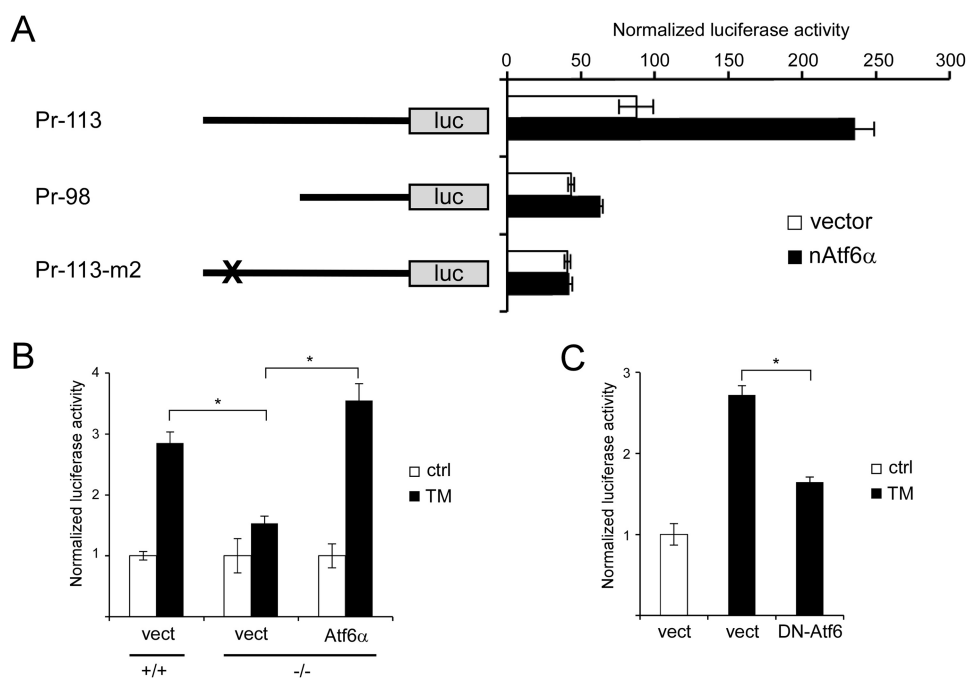 A
Normalized luciferase activity
0 50 100 150 200 250 300
Pr-113 luc
Pr-98 luc
Pr-113-m2 X luc
vector
nAtf6α
B
Normalized luciferase activity
4
3
2
1
* *
ctrl
TM
vect vect Atf6α
+/+ -/-
C
Normalized luciferase activity
3
2
1
*
ctrl
TM
vect vect DN-Atf6